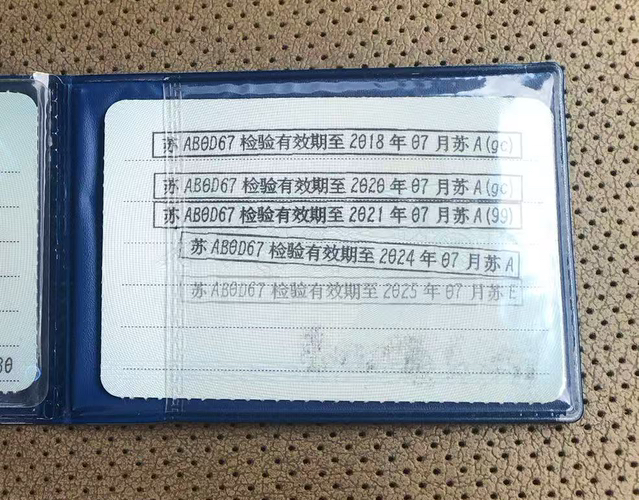 苏 AB0D67 检验有效期至 2018 年 07 月苏 A(gc)
苏 AB0D67 检验有效期至 2020 年 07 月苏 A(gc)
苏 AB0D67 检验有效期至 2021 年 07 月苏 A(99)
苏 AB0D67 检验有效期至 2024 年 07 月苏 A
苏 AB0D67 检验有效期至 2025 年 07 月苏 E